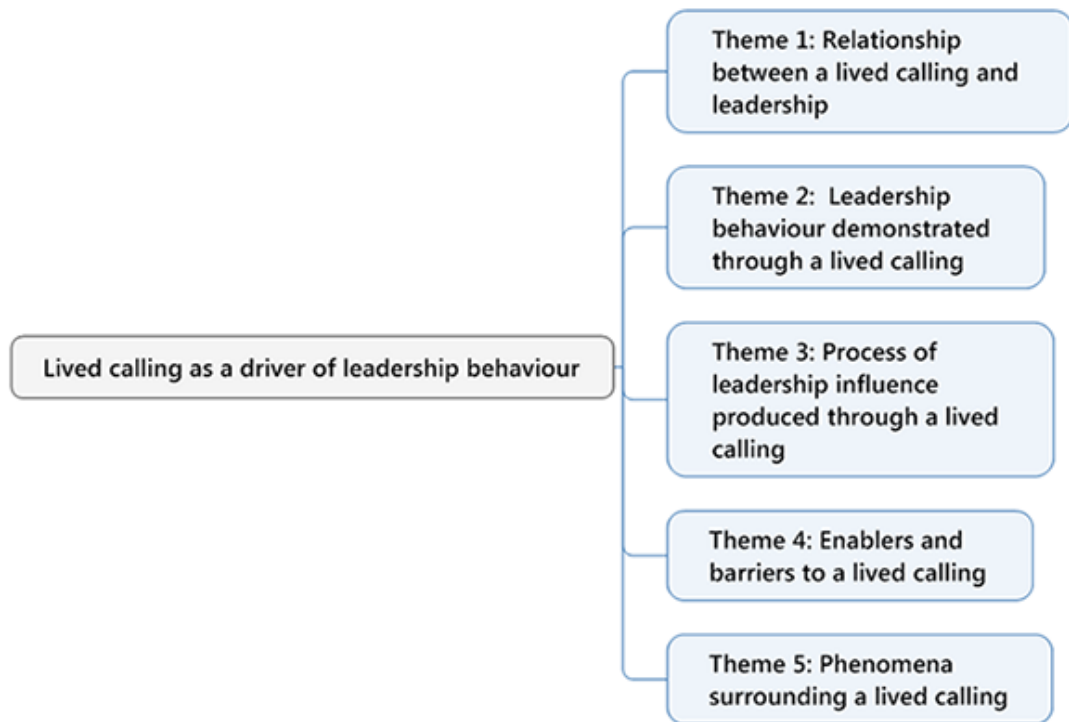 Theme 1: Relationship
between a lived calling and
leadership
Theme 2: Leadership
behaviour demonstrated
through a lived calling
Lived calling as a driver of leadership behaviour
Theme 3: Process of
leadership influence
produced through a lived
calling
Theme 4: Enablers and
barriers to a lived calling
Theme 5: Phenomena
surrounding a lived calling